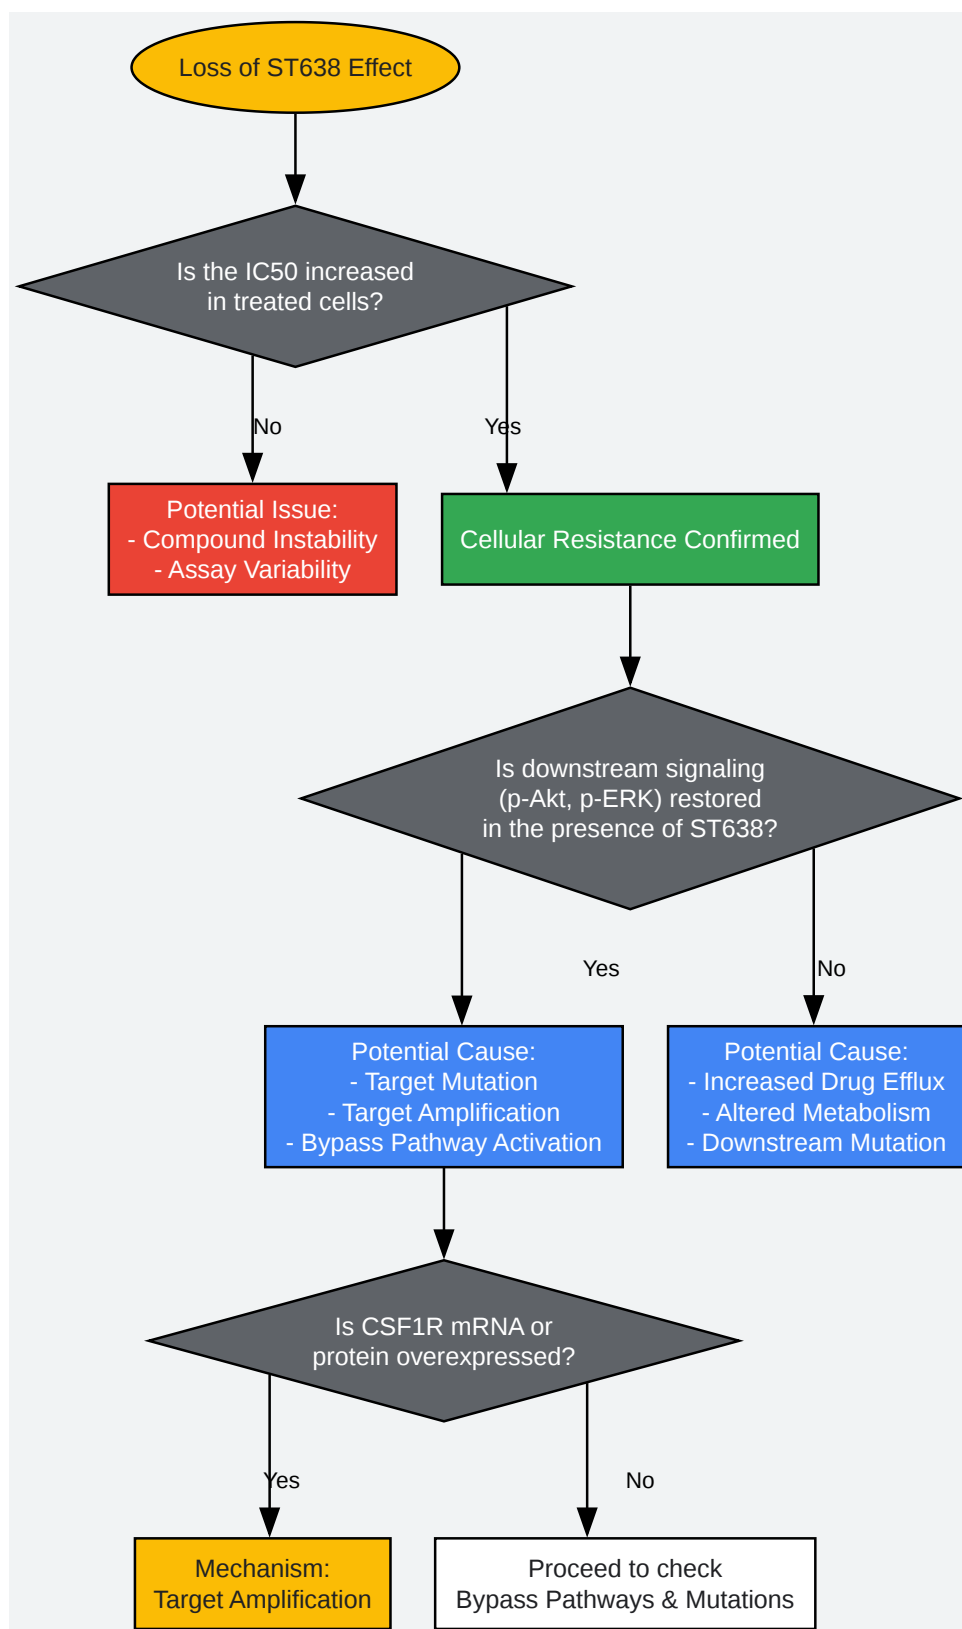 Loss of ST638 Effect
Is the IC50 increased
in treated cells?
No
Yes
Potential Issue:
- Compound Instability
- Assay Variability
Cellular Resistance Confirmed
Is downstream signaling
(p-Akt, p-ERK) restored
in the presence of ST638?
Yes
No
Potential Cause:
- Target Mutation
- Target Amplification
- Bypass Pathway Activation
Potential Cause:
- Increased Drug Efflux
- Altered Metabolism
- Downstream Mutation
Is CSF1R mRNA or
protein overexpressed?
Yes
No
Mechanism:
Target Amplification
Proceed to check
Bypass Pathways & Mutations